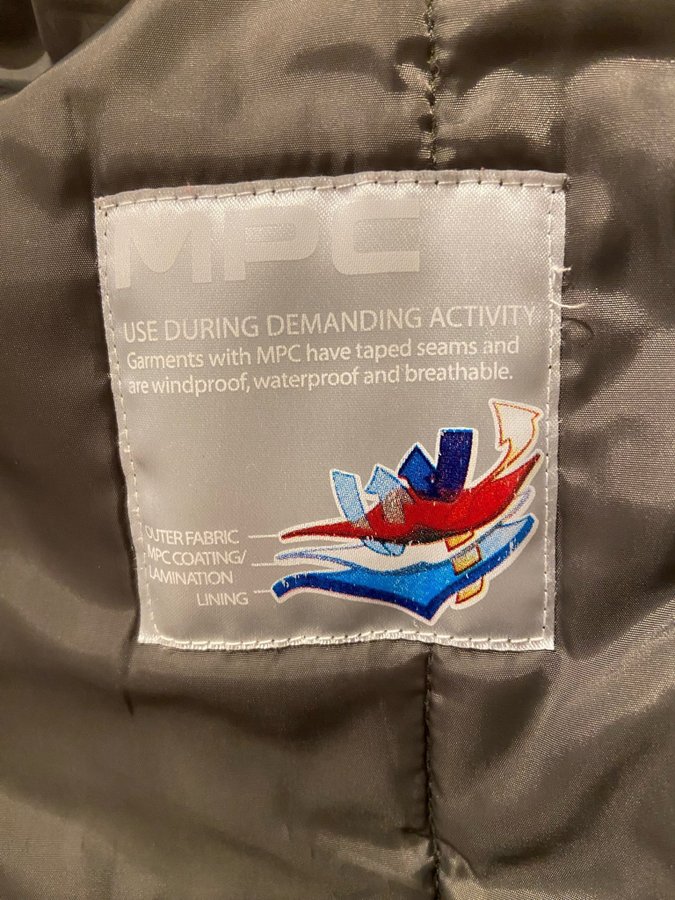 MPC
USE DURING DEMANDING ACTIVITY
Garments with MPC have taped seams and
are windproof, waterproof and breathable.
OUTER FABRIC
MPC COATING/
LAMINATION
LINING